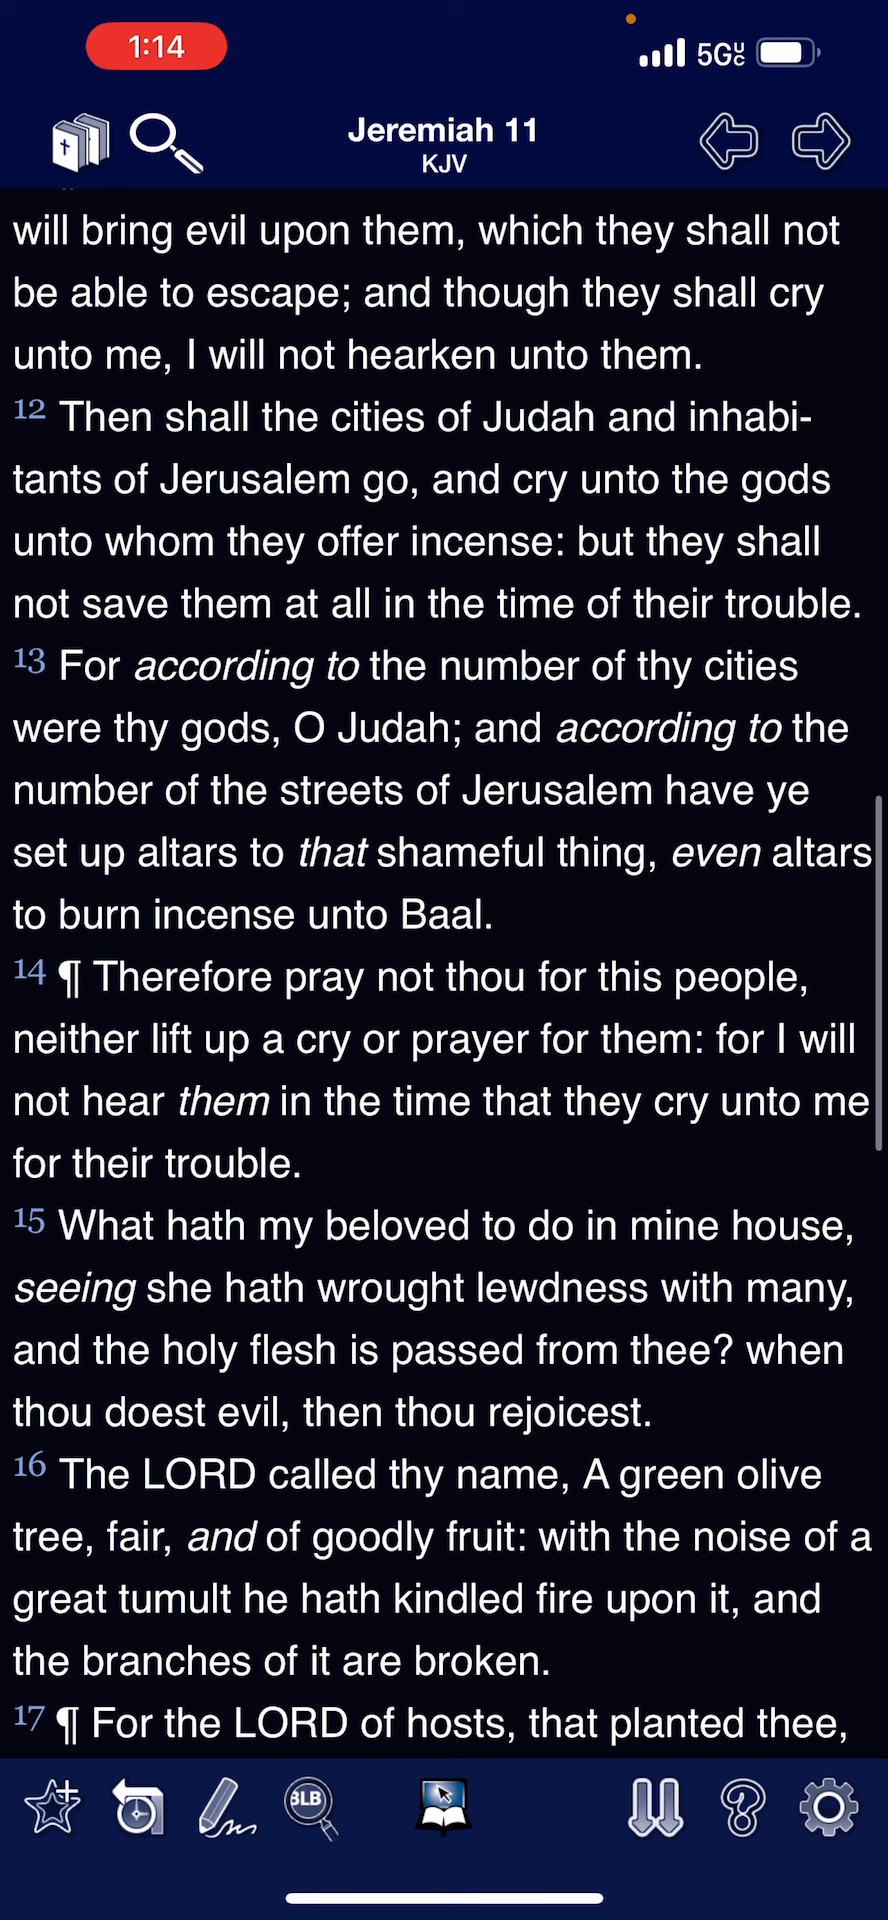 1:14
5G UC
Jeremiah 11
KJV
will bring evil upon them, which they shall not
be able to escape; and though they shall cry
unto me, I will not hearken unto them.
12 Then shall the cities of Judah and inhabi-
tants of Jerusalem go, and cry unto the gods
unto whom they offer incense: but they shall
not save them at all in the time of their trouble.
13 For according to the number of thy cities
were thy gods, O Judah; and according to the
number of the streets of Jerusalem have ye
set up altars to that shameful thing, even altars
to burn incense unto Baal.
14 ¶ Therefore pray not thou for this people,
neither lift up a cry or prayer for them: for I will
not hear them in the time that they cry unto me
for their trouble.
15 What hath my beloved to do in mine house,
seeing she hath wrought lewdness with many,
and the holy flesh is passed from thee? when
thou doest evil, then thou rejoicest.
16 The LORD called thy name, A green olive
tree, fair, and of goodly fruit: with the noise of a
great tumult he hath kindled fire upon it, and
the branches of it are broken.
17 ¶ For the LORD of hosts, that planted thee,
BLB